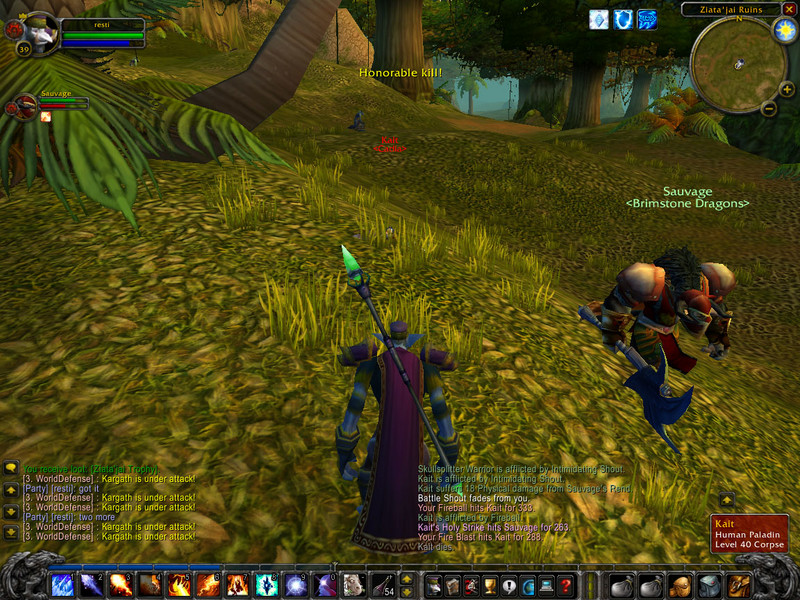 resti
39
Sauvage
Honorable kill!
Ziata'jai Ruins
N
Kait
Sauvage
<Brimstone Dragons>
You receive loot: [Ziata'jai Trophy]
[3. WorldDefense] : Kargath is under attack!
[Party] [resti]: got it
[3. WorldDefense] : Kargath is under attack!
[3. WorldDefense] : Kargath is under attack!
[Party] [resti]: two more
[3. WorldDefense] : Kargath is under attack!
[3. WorldDefense] : Kargath is under attack!
Skullsplitter Warrior is afflicted by Intimidating Shout.
Kait is afflicted by Intimidating Shout.
Kait suffers 18 Physical damage from Sauvage's Rend.
Battle Shout fades from you.
Your Fireball hits Kait for 333.
Kait is afflicted by Fireball.
Kait's Holy Strike hits Sauvage for 263.
Your Fire Blast hits Kait for 288.
Kait dies.
Kait
Human Paladin
Level 40 Corpse
54